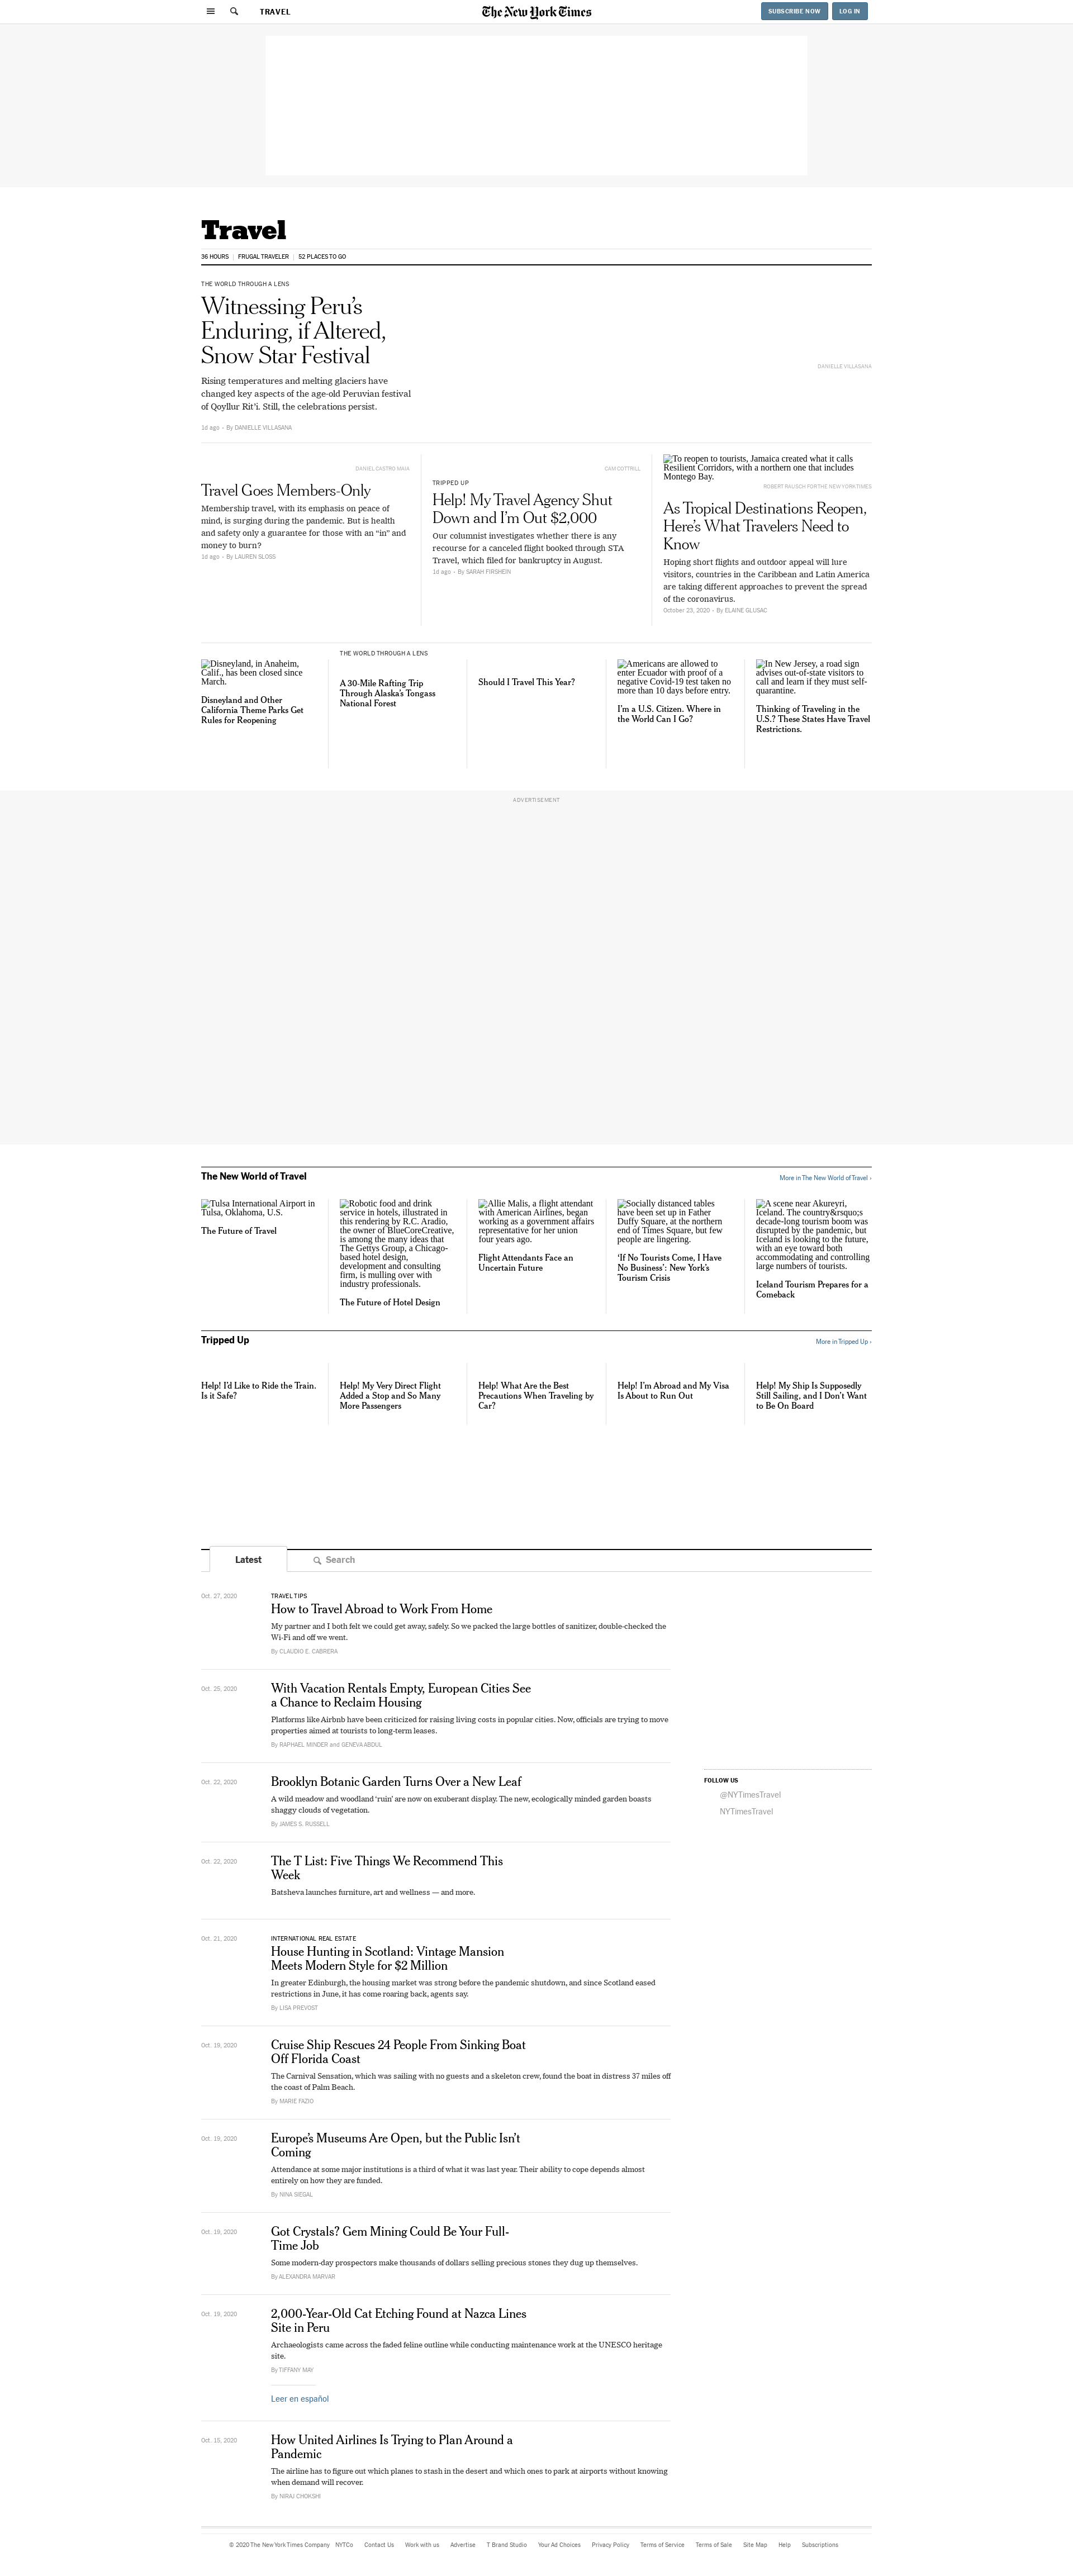 TRAVEL
The New York Times
SUBSCRIBE NOW
LOG IN
Travel
36 HOURS
FRUGAL TRAVELER
52 PLACES TO GO
THE WORLD THROUGH A LENS
Witnessing Peru’s
Enduring, if Altered,
Snow Star Festival
Rising temperatures and melting glaciers have
changed key aspects of the age-old Peruvian festival
of Qoyllur Rit’i. Still, the celebrations persist.
1d ago - By DANIELLE VILLASANA
DANIELLE VILLASANA
DANIEL CASTRO MAIA
Travel Goes Members-Only
Membership travel, with its emphasis on peace of
mind, is surging during the pandemic. But is health
and safety only a guarantee for those with “in” and
money to burn?
1d ago - By LAUREN SLOSS
CAM COTTRILL
TRIPPED UP
Help! My Travel Agency Shut
Down and I’m Out $2,000
Our columnist investigates whether there is any
recourse for a canceled flight booked through STA
Travel, which filed for bankruptcy in August.
1d ago - By SARAH FIRSHEIN
To reopen to tourists, Jamaica created what it calls
Resilient Corridors, with a northern one that includes
Montego Bay.
ROBERT RAUSCH FOR THE NEW YORK TIMES
As Tropical Destinations Reopen,
Here’s What Travelers Need to
Know
Hoping short flights and outdoor appeal will lure
visitors, countries in the Caribbean and Latin America
are taking different approaches to prevent the spread
of the coronavirus.
October 23, 2020 - By ELAINE GLUSAC
Disneyland, in Anaheim,
Calif., has been closed since
March.
Disneyland and Other
California Theme Parks Get
Rules for Reopening
THE WORLD THROUGH A LENS
A 30-Mile Rafting Trip
Through Alaska’s Tongass
National Forest
Should I Travel This Year?
Americans are allowed to
enter Ecuador with proof of a
negative Covid-19 test taken no
more than 10 days before entry.
I’m a U.S. Citizen. Where in
the World Can I Go?
In New Jersey, a road sign
advises out-of-state visitors to
call and learn if they must self-
quarantine.
Thinking of Traveling in the
U.S.? These States Have Travel
Restrictions.
ADVERTISEMENT
The New World of Travel
More in The New World of Travel ›
Tulsa International Airport in
Tulsa, Oklahoma, U.S.
The Future of Travel
Robotic food and drink
service in hotels, illustrated in
this rendering by R.C. Aradio,
the owner of BlueCoreCreative,
is among the many ideas that
The Gettys Group, a Chicago-
based hotel design,
development and consulting
firm, is mulling over with
industry professionals.
The Future of Hotel Design
Allie Malis, a flight attendant
with American Airlines, began
working as a government affairs
representative for her union
four years ago.
Flight Attendants Face an
Uncertain Future
Socially distanced tables
have been set up in Father
Duffy Square, at the northern
end of Times Square, but few
people are lingering.
‘If No Tourists Come, I Have
No Business’: New York’s
Tourism Crisis
A scene near Akureyri,
Iceland. The country&rsquo;s
decade-long tourism boom was
disrupted by the pandemic, but
Iceland is looking to the future,
with an eye toward both
accommodating and controlling
large numbers of tourists.
Iceland Tourism Prepares for a
Comeback
Tripped Up
More in Tripped Up ›
Help! I’d Like to Ride the Train.
Is it Safe?
Help! My Very Direct Flight
Added a Stop and So Many
More Passengers
Help! What Are the Best
Precautions When Traveling by
Car?
Help! I’m Abroad and My Visa
Is About to Run Out
Help! My Ship Is Supposedly
Still Sailing, and I Don’t Want
to Be On Board
Latest
Search
Oct. 27, 2020
TRAVEL TIPS
How to Travel Abroad to Work From Home
My partner and I both felt we could get away, safely. So we packed the large bottles of sanitizer, double-checked the
Wi-Fi and off we went.
By CLAUDIO E. CABRERA
Oct. 25, 2020
With Vacation Rentals Empty, European Cities See
a Chance to Reclaim Housing
Platforms like Airbnb have been criticized for raising living costs in popular cities. Now, officials are trying to move
properties aimed at tourists to long-term leases.
By RAPHAEL MINDER and GENEVA ABDUL
FOLLOW US
@NYTimesTravel
NYTimesTravel
Oct. 22, 2020
Brooklyn Botanic Garden Turns Over a New Leaf
A wild meadow and woodland ‘ruin’ are now on exuberant display. The new, ecologically minded garden boasts
shaggy clouds of vegetation.
By JAMES S. RUSSELL
Oct. 22, 2020
The T List: Five Things We Recommend This
Week
Batsheva launches furniture, art and wellness — and more.
Oct. 21, 2020
INTERNATIONAL REAL ESTATE
House Hunting in Scotland: Vintage Mansion
Meets Modern Style for $2 Million
In greater Edinburgh, the housing market was strong before the pandemic shutdown, and since Scotland eased
restrictions in June, it has come roaring back, agents say.
By LISA PREVOST
Oct. 19, 2020
Cruise Ship Rescues 24 People From Sinking Boat
Off Florida Coast
The Carnival Sensation, which was sailing with no guests and a skeleton crew, found the boat in distress 37 miles off
the coast of Palm Beach.
By MARIE FAZIO
Oct. 19, 2020
Europe’s Museums Are Open, but the Public Isn’t
Coming
Attendance at some major institutions is a third of what it was last year. Their ability to cope depends almost
entirely on how they are funded.
By NINA SIEGAL
Oct. 19, 2020
Got Crystals? Gem Mining Could Be Your Full-
Time Job
Some modern-day prospectors make thousands of dollars selling precious stones they dug up themselves.
By ALEXANDRA MARVAR
Oct. 19, 2020
2,000-Year-Old Cat Etching Found at Nazca Lines
Site in Peru
Archaeologists came across the faded feline outline while conducting maintenance work at the UNESCO heritage
site.
By TIFFANY MAY
Leer en español
Oct. 15, 2020
How United Airlines Is Trying to Plan Around a
Pandemic
The airline has to figure out which planes to stash in the desert and which ones to park at airports without knowing
when demand will recover.
By NIRAJ CHOKSHI
© 2020 The New York Times Company
NYTCo
Contact Us
Work with us
Advertise
T Brand Studio
Your Ad Choices
Privacy Policy
Terms of Service
Terms of Sale
Site Map
Help
Subscriptions